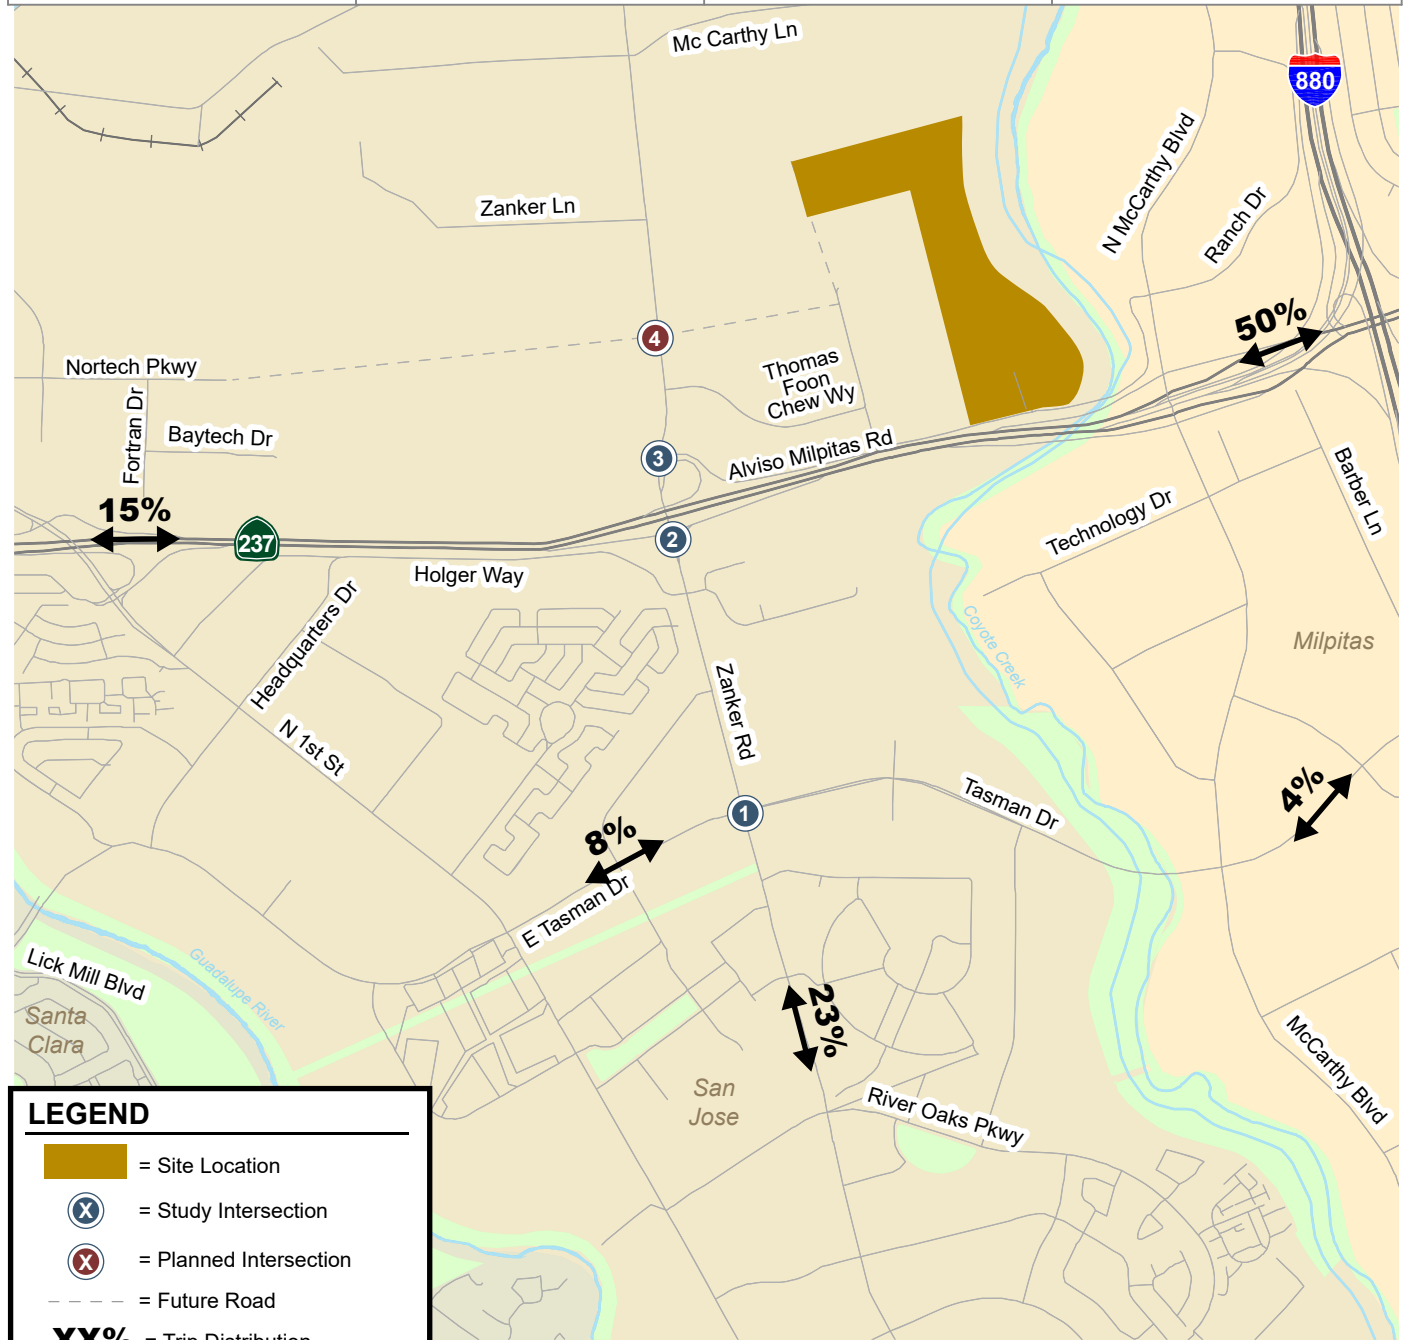 Mc Carthy Ln
880
N McCarthy Blvd
Ranch Dr
Zanker Ln
50%
4
Nortech Pkwy
Thomas
Foon
Chew Wy
Fortran Dr
Baytech Dr
3
Alviso Milpitas Rd
Barber Ln
15%
237
2
Technology Dr
Holger Way
Headquarters Dr
Coyote Creek
Milpitas
Zanker Rd
N 1st St
4%
1
Tasman Dr
8%
E Tasman Dr
Lick Mill Blvd
Guadalupe River
23%
Santa
Clara
San
Jose
River Oaks Pkwy
McCarthy Blvd
LEGEND
= Site Location
X = Study Intersection
X = Planned Intersection
= Future Road
XX% = Trip Distribution